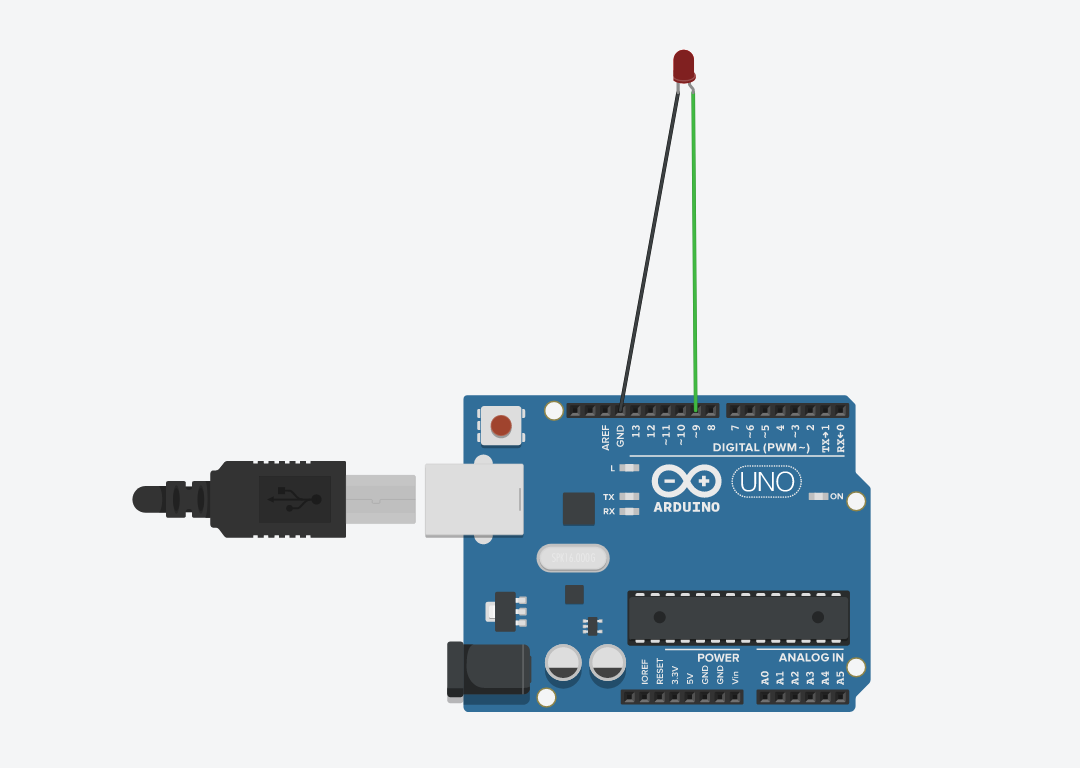 AREF
GND
13
12
~11
~10
~9
8
7
~6
~5
4
~3
2
TX→1
RX←0
DIGITAL (PWM~)
L
TX
RX
UNO
ON
ARDUINO
POWER
ANALOG IN
IOREF
RESET
3.3V
5V
GND
GND
Vin
A0
A1
A2
A3
A4
A5